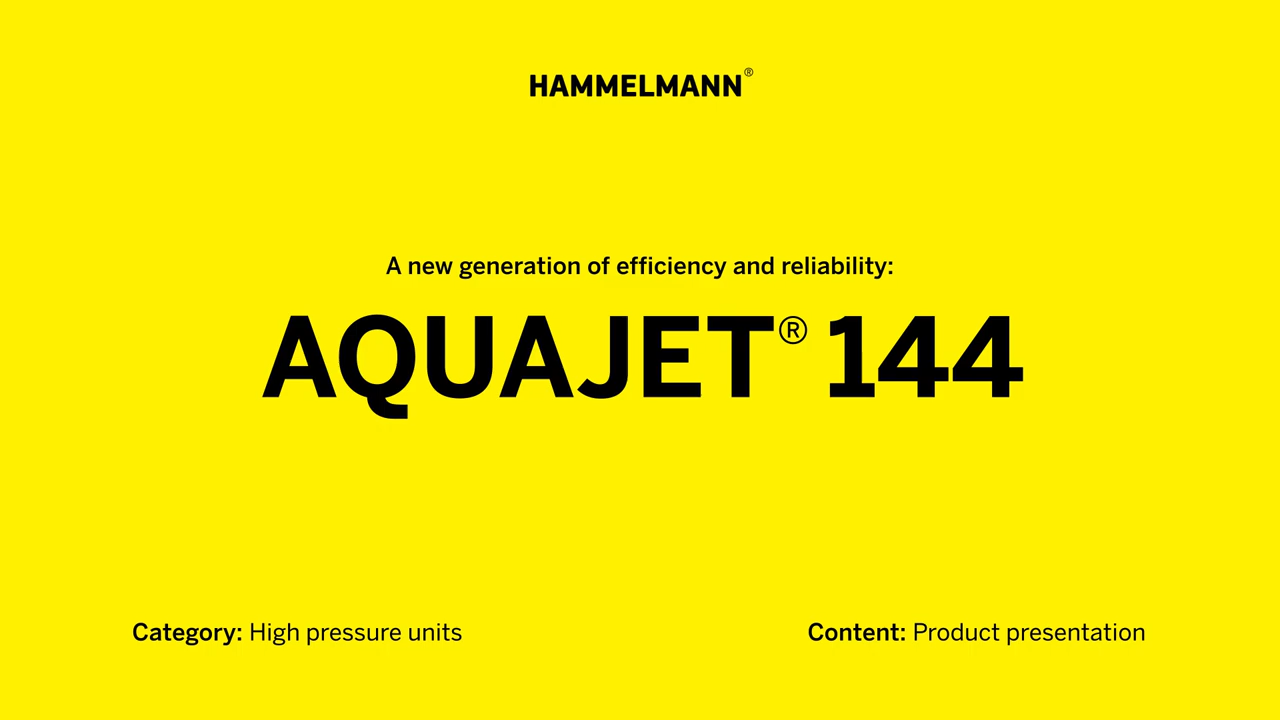 HAMMELMANN®
A new generation of efficiency and reliability:
AQUAJET® 144
Category: High pressure units
Content: Product presentation